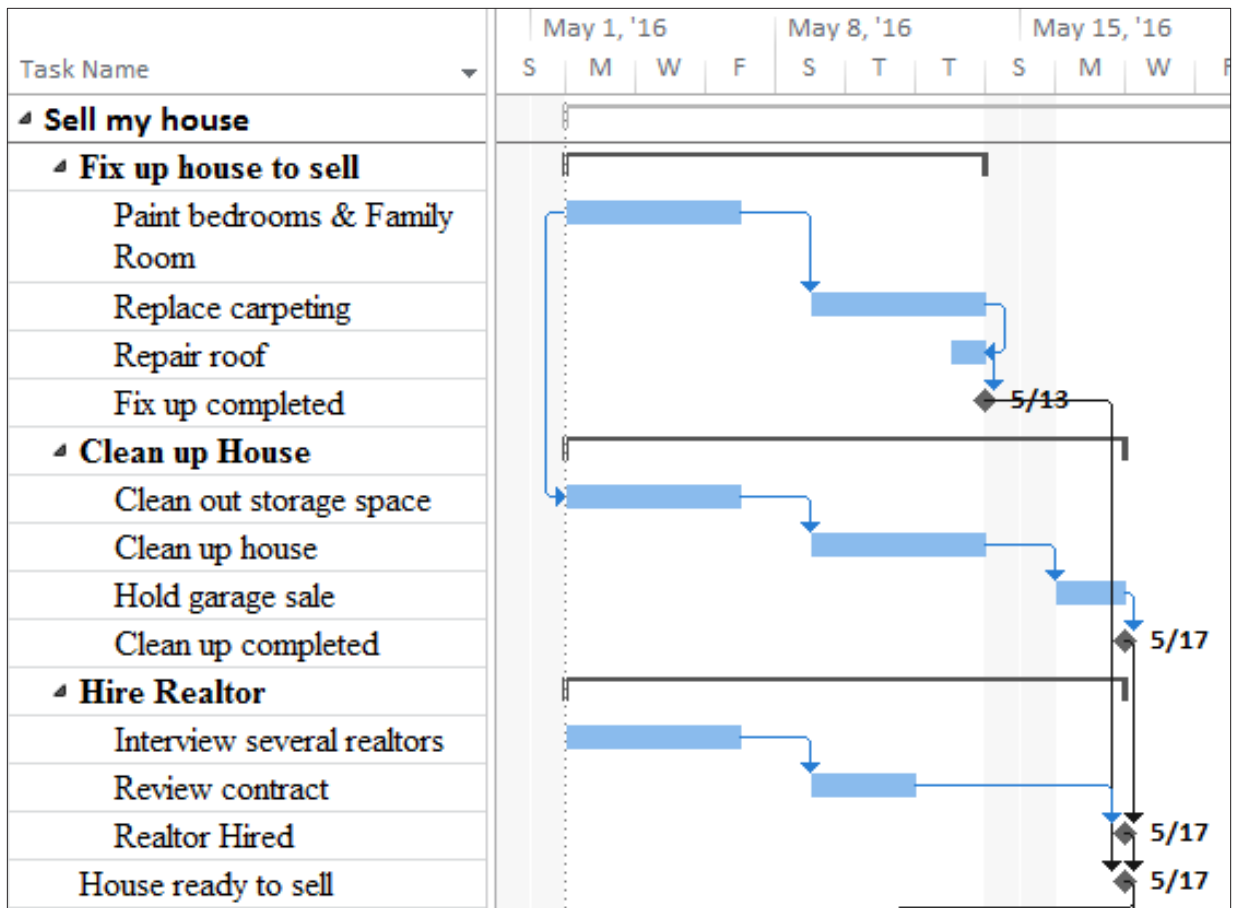 May 1, '16 May 8, '16 May 15, '16
Task Name S M W F S T T S M W F
Sell my house
Fix up house to sell
Paint bedrooms & Family
Room
Replace carpeting
Repair roof
Fix up completed 5/13
Clean up House
Clean out storage space
Clean up house
Hold garage sale
Clean up completed 5/17
Hire Realtor
Interview several realtors
Review contract
Realtor Hired 5/17
House ready to sell 5/17